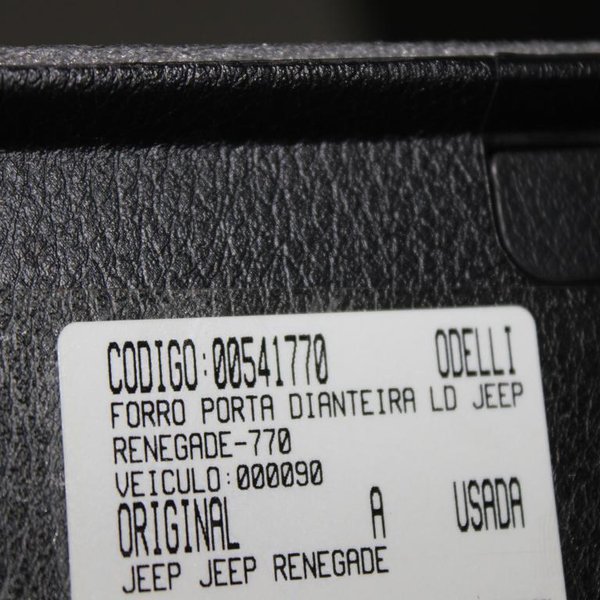 CODIGO:00541770 ODELLI
FORRO PORTA DIANTEIRA LD JEEP
RENEGADE-770
VEICULO:000090
ORIGINAL A USADA
JEEP JEEP RENEGADE